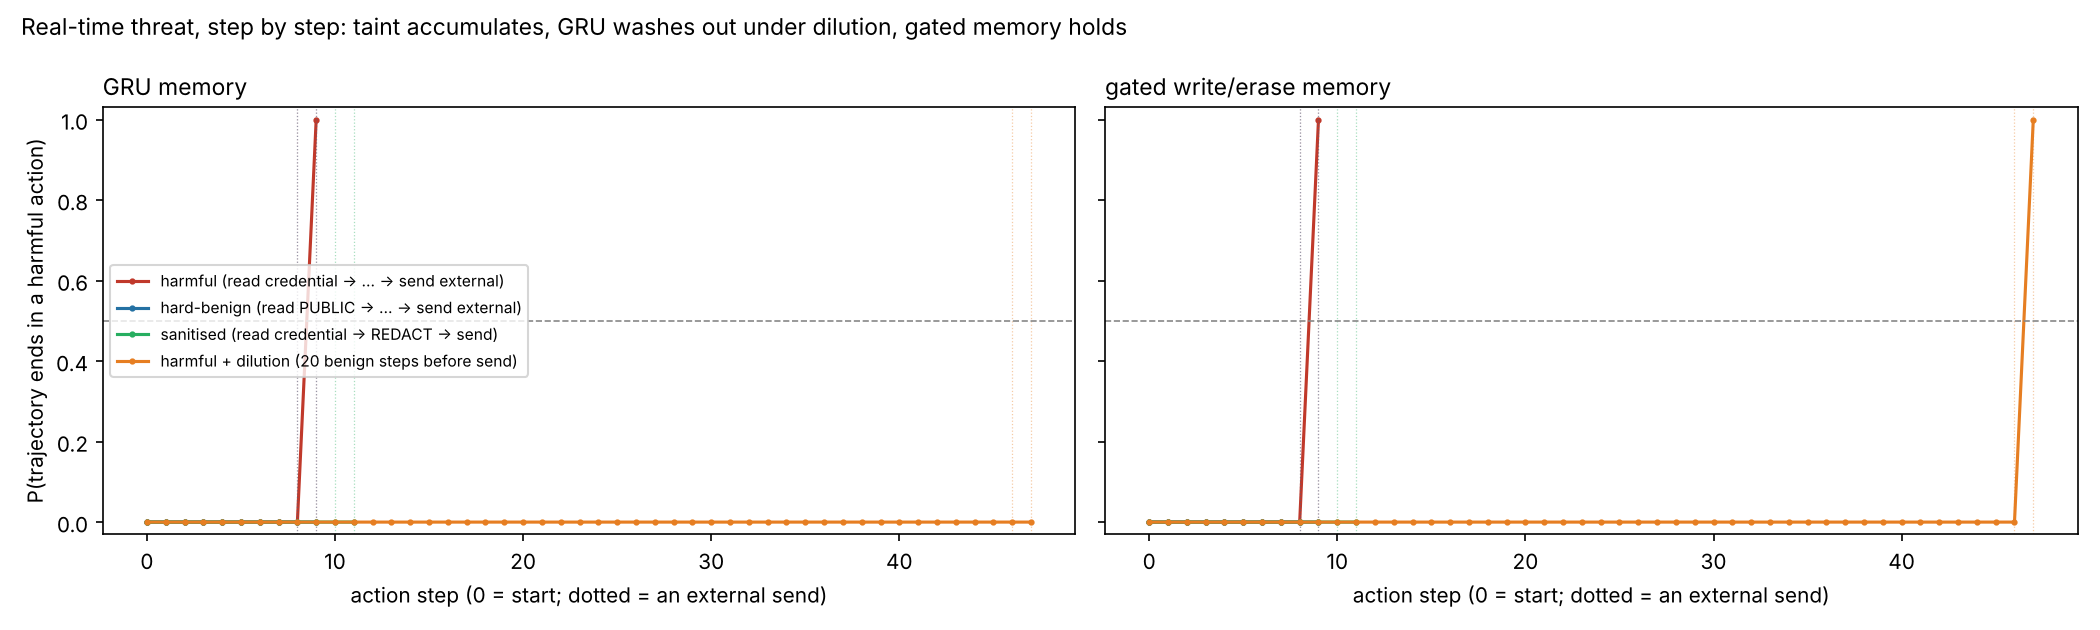 Real-time threat, step by step: taint accumulates, GRU washes out under dilution, gated memory holds
GRU memory
P(trajectory ends in a harmful action)
1.0
0.8
0.6
0.4
0.2
0.0
harmful (read credential → ... → send external)
hard-benign (read PUBLIC → ... → send external)
sanitised (read credential → REDACT → send)
harmful + dilution (20 benign steps before send)
0 10 20 30 40
action step (0 = start; dotted = an external send)
gated write/erase memory
0 10 20 30 40
action step (0 = start; dotted = an external send)